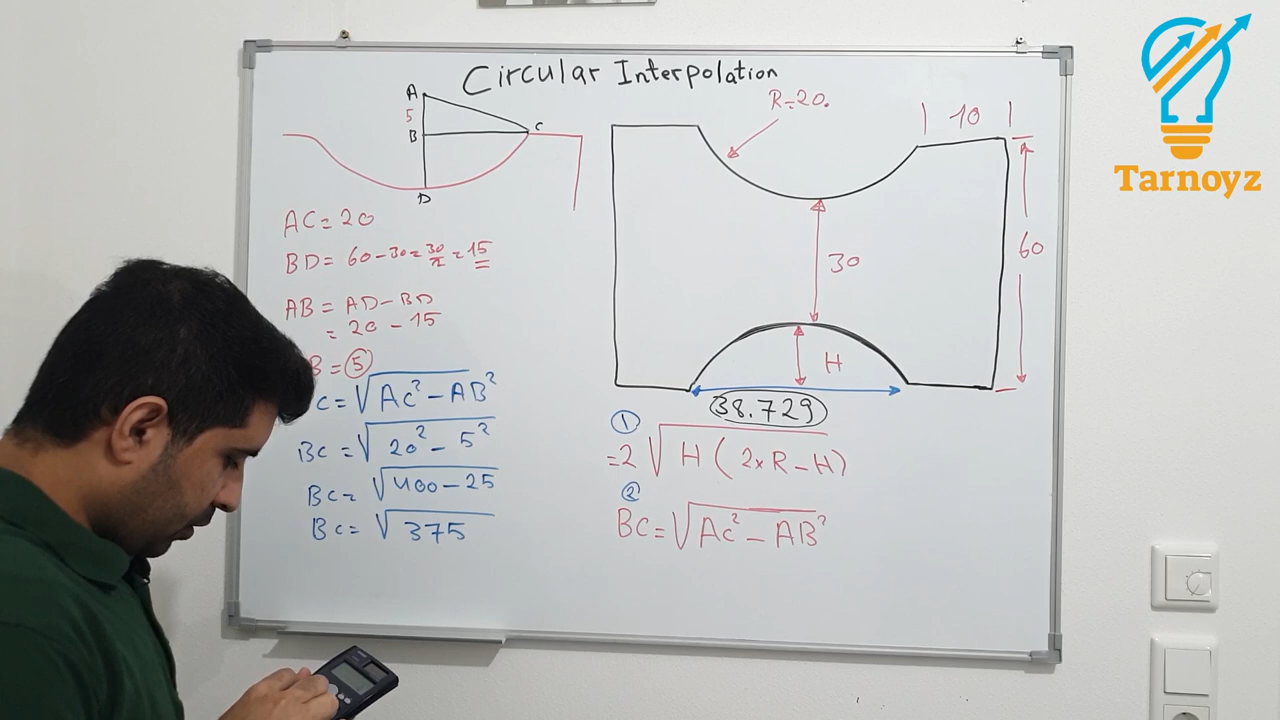 Circular Interpolation
A
5
B
C
D
AC = 20
BD = 60-30 = 30/2 = 15
AB = AD - BD
= 20 - 15
B = 5
C = √AC² - AB²
BC = √20² - 5²
BC = √400 - 25
BC = √375
R=20.
10
30
60
H
38.729
①
= 2 √H (2×R-H)
②
BC = √AC² - AB²
Tarnoyz